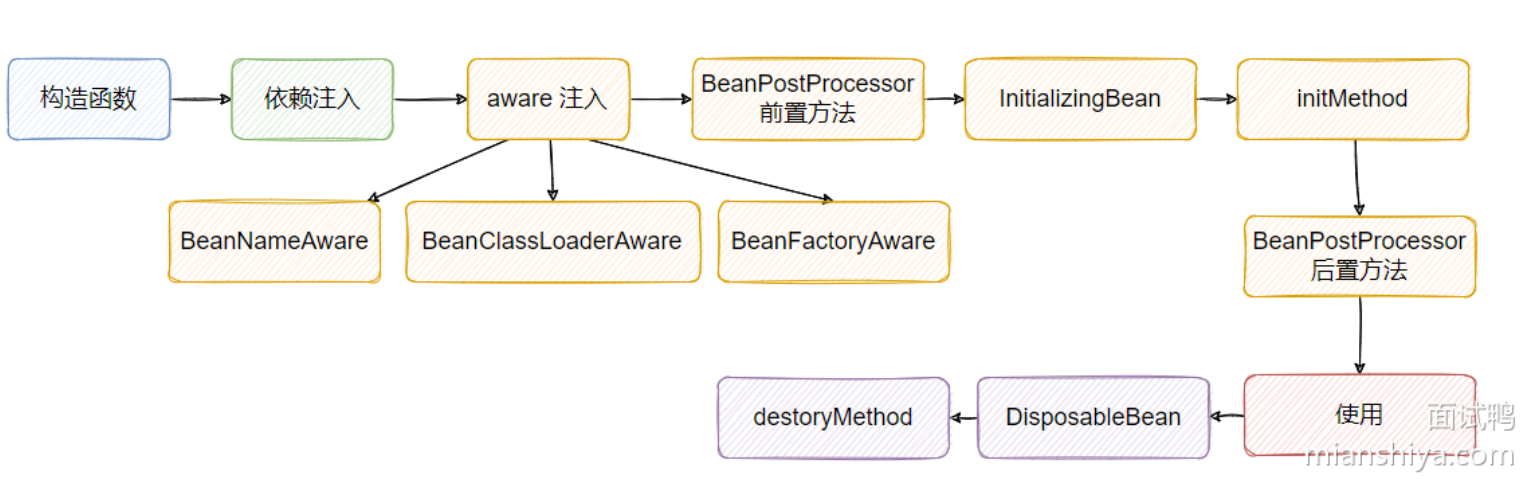 构造函数
依赖注入
aware 注入
BeanPostProcessor
前置方法
InitializingBean
initMethod
BeanNameAware
BeanClassLoaderAware
BeanFactoryAware
BeanPostProcessor
后置方法
destoryMethod
DisposableBean
使用
面试鸭
mianshiya.com